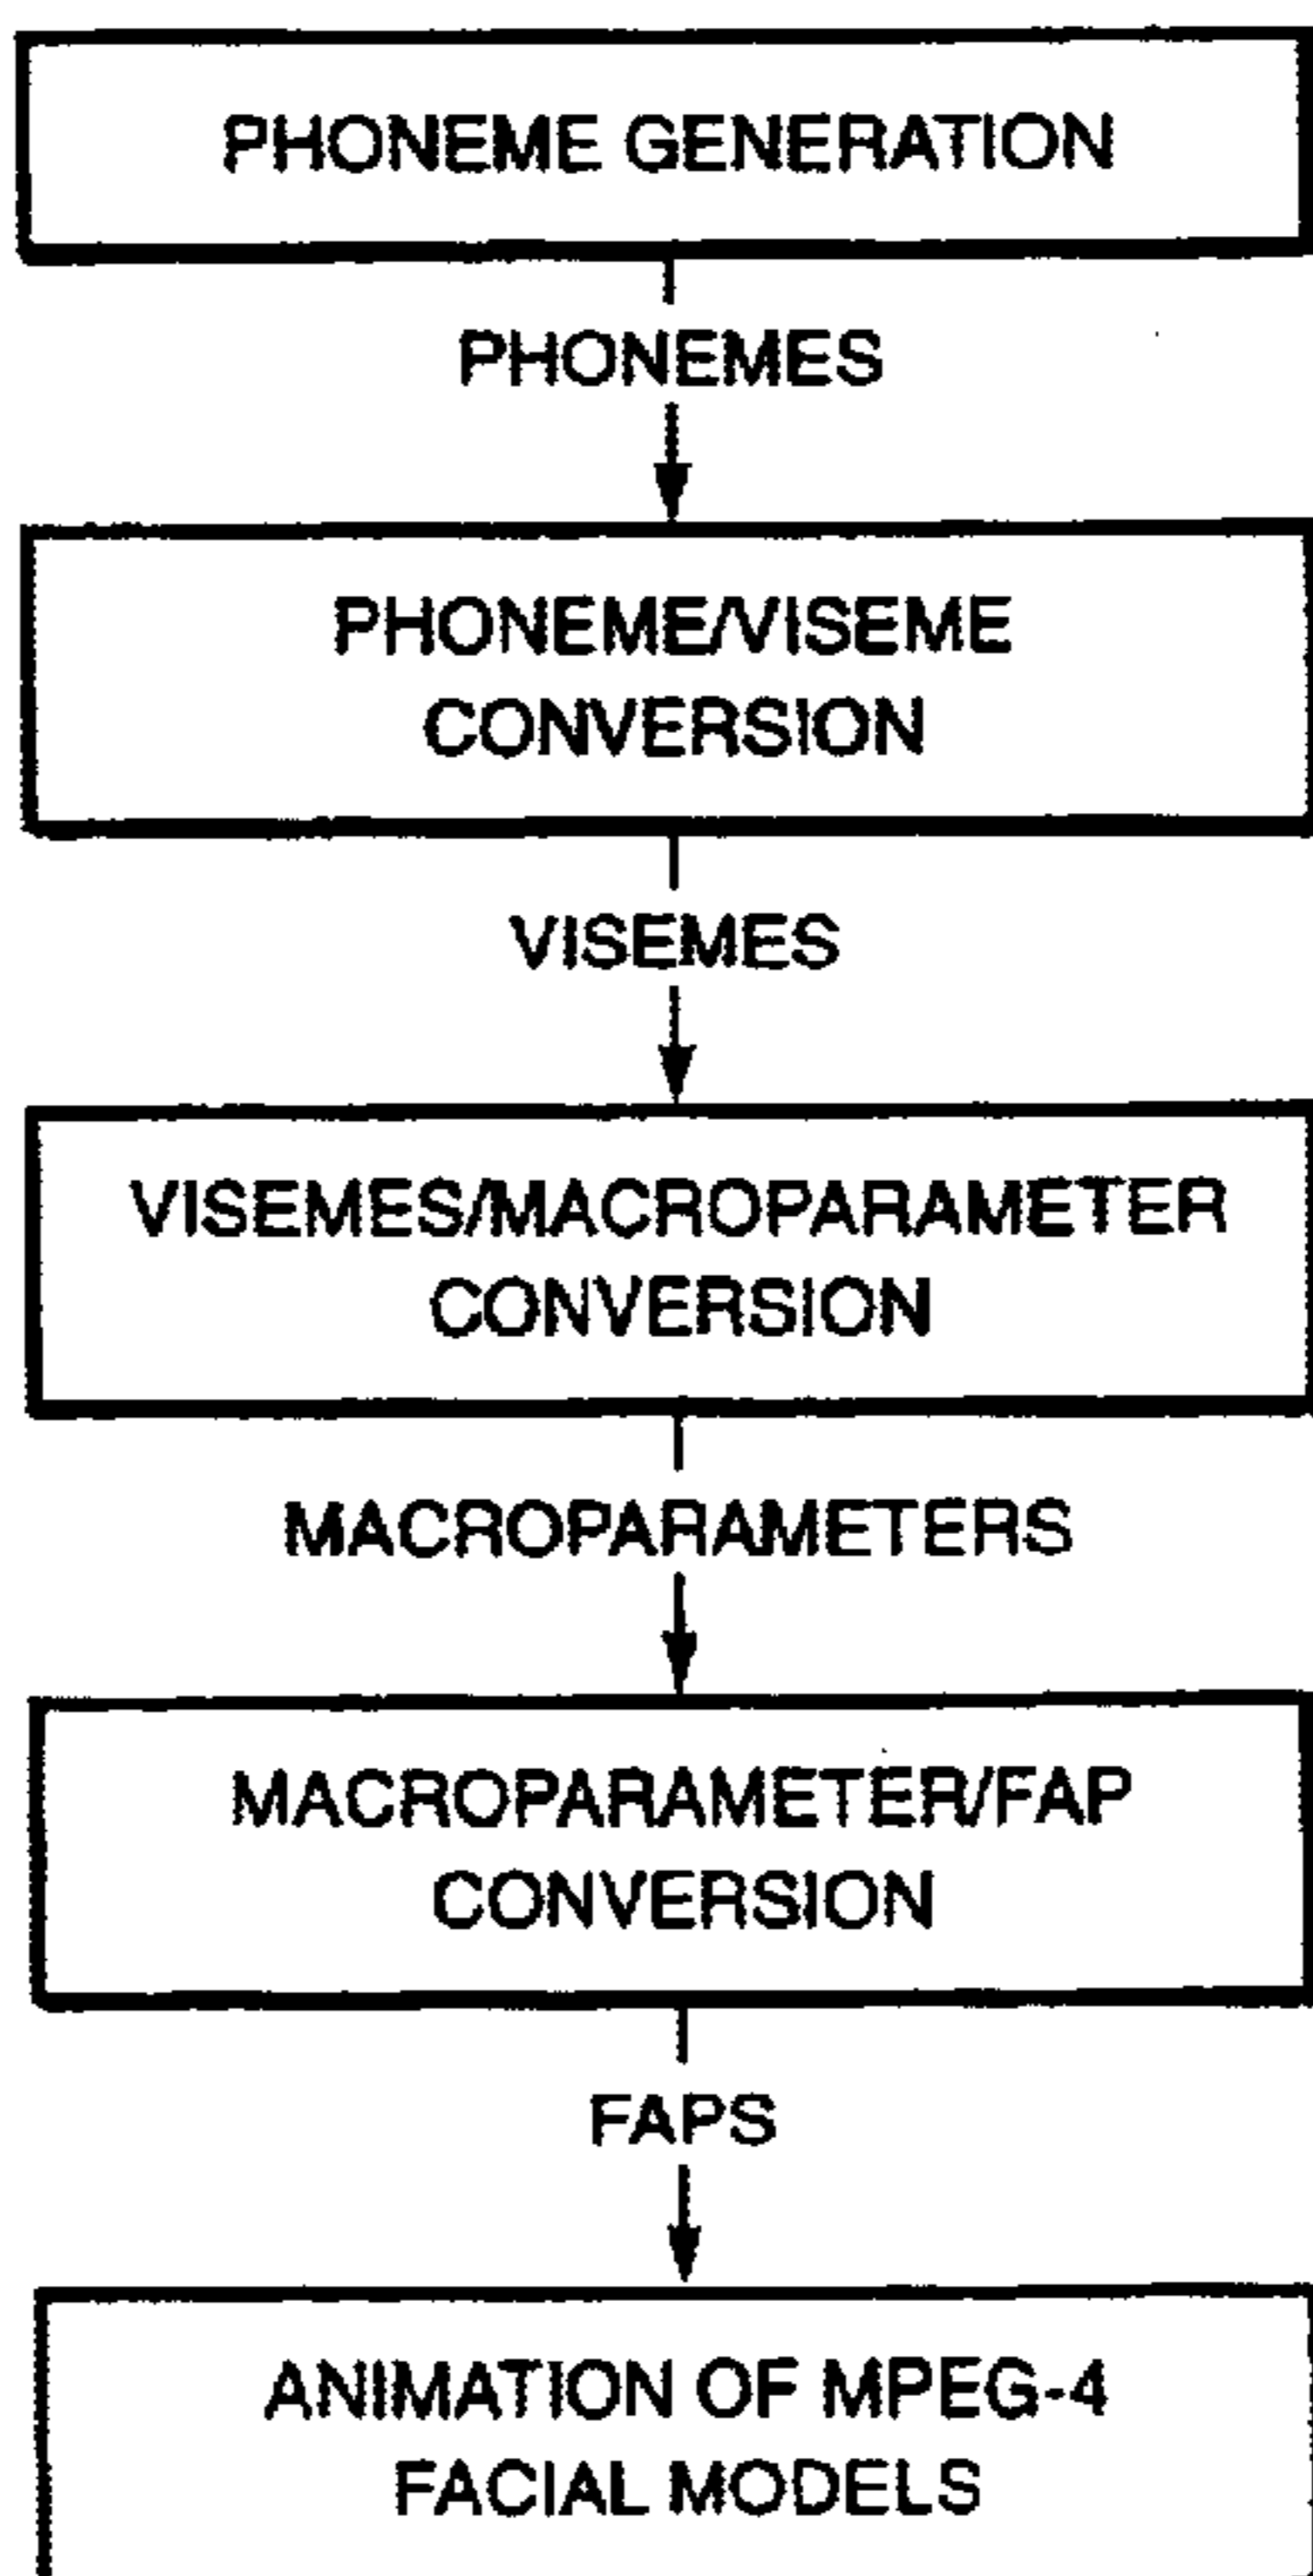 PHONEME GENERATION
PHONEMES
PHONEME/VISEME
CONVERSION
VISEMES
VISEMES/MACROPARAMETER
CONVERSION
MACROPARAMETERS
MACROPARAMETER/FAP
CONVERSION
FAPS
ANIMATION OF MPEG-4
FACIAL MODELS